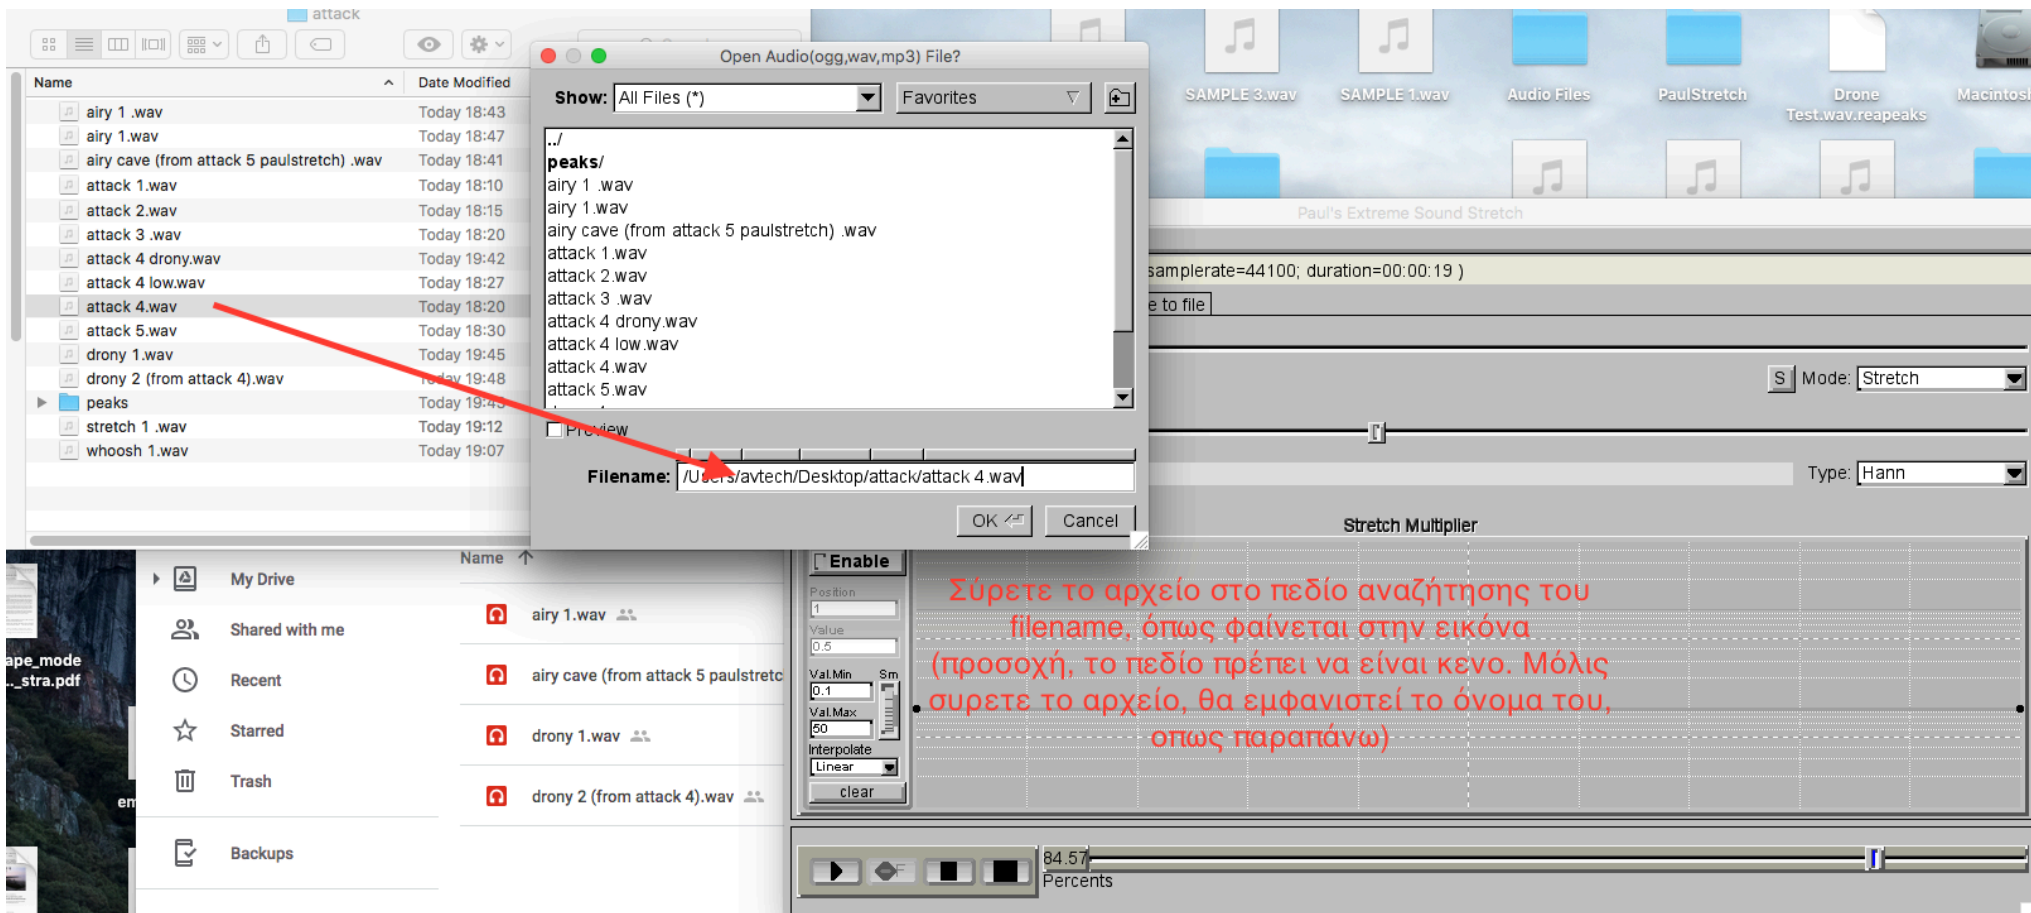 attack
Name
Date Modified
airy 1 .wav
Today 18:43
airy 1.wav
Today 18:47
airy cave (from attack 5 paulstretch) .wav
Today 18:41
attack 1.wav
Today 18:10
attack 2.wav
Today 18:15
attack 3 .wav
Today 18:20
attack 4 drony.wav
Today 19:42
attack 4 low.wav
Today 18:27
attack 4.wav
Today 18:20
attack 5.wav
Today 18:30
drony 1.wav
Today 19:45
drony 2 (from attack 4).wav
Today 19:48
peaks
Today 19:4
stretch 1 .wav
Today 19:12
whoosh 1.wav
Today 19:07
Open Audio(ogg,wav,mp3) File?
Show: All Files (*)
Favorites
../
peaks/
airy 1 .wav
airy 1.wav
airy cave (from attack 5 paulstretch) .wav
attack 1.wav
attack 2.wav
attack 3 .wav
attack 4 drony.wav
attack 4 low.wav
attack 4.wav
attack 5.wav
Preview
Filename: /Users/avtech/Desktop/attack/attack 4.wav
OK
Cancel
SAMPLE 3.wav
SAMPLE 1.wav
Audio Files
PaulStretch
Drone
Test.wav.reapeaks
Macintosh
Paul's Extreme Sound Stretch
samplerate=44100; duration=00:00:19 )
e to file
S Mode: Stretch
Type: Hann
Stretch Multiplier
Enable
Position
1
Value
0.5
Val.Min
Sm
0.1
Val.Max
50
Interpolate
Linear
clear
Σύρετε το αρχείο στο πεδίο αναζήτησης του
filename, όπως φαίνεται στην εικόνα
(προσοχή, το πεδίο πρέπει να είναι κενο. Μόλις
συρετε το αρχείο, θα εμφανιστεί το όνομα του,
οπως παραπάνω)
84.57
Percents
Name
My Drive
Shared with me
Recent
Starred
Trash
Backups
airy 1.wav
airy cave (from attack 5 paulstretc
drony 1.wav
drony 2 (from attack 4).wav
ape_mode
..._stra.pdf
em